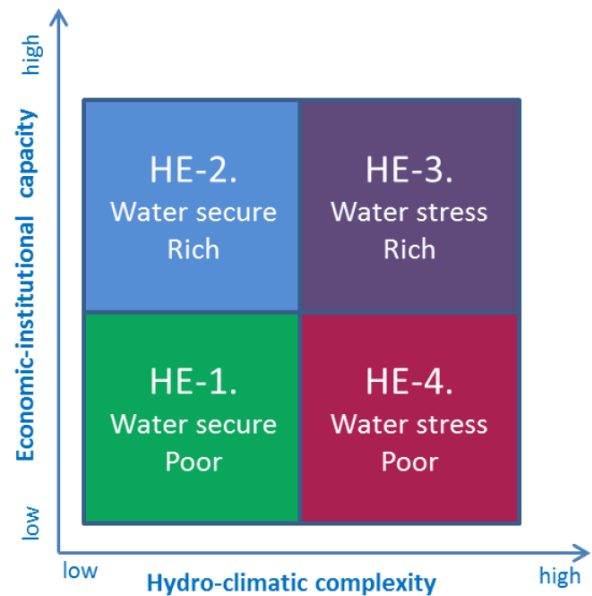 high
Economic-institutional capacity
low
HE-2.
Water secure
Rich
HE-3.
Water stress
Rich
HE-1.
Water secure
Poor
HE-4.
Water stress
Poor
low
Hydro-climatic complexity
high